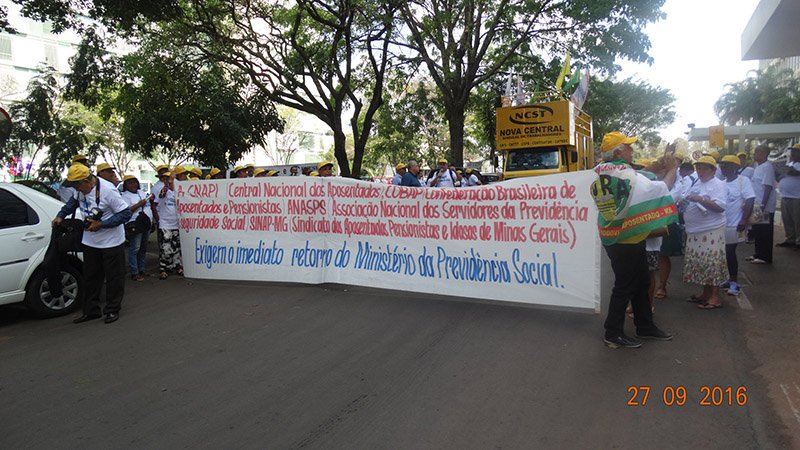 NCST
NOVA CENTRAL
A CNAPI Central Nacional dos Aposentados; COBAP Confederação Brasileira de
Aposentados e Pensionistas; ANASPS Associação Nacional dos Servidores da Previdência
e Seguridade Social; SINAP-MG (Sindicato dos Aposentados, Pensionistas e Idosos de Minas Gerais)
Exigem o imediato retorno do Ministério da Previdência Social.
27 09 2016